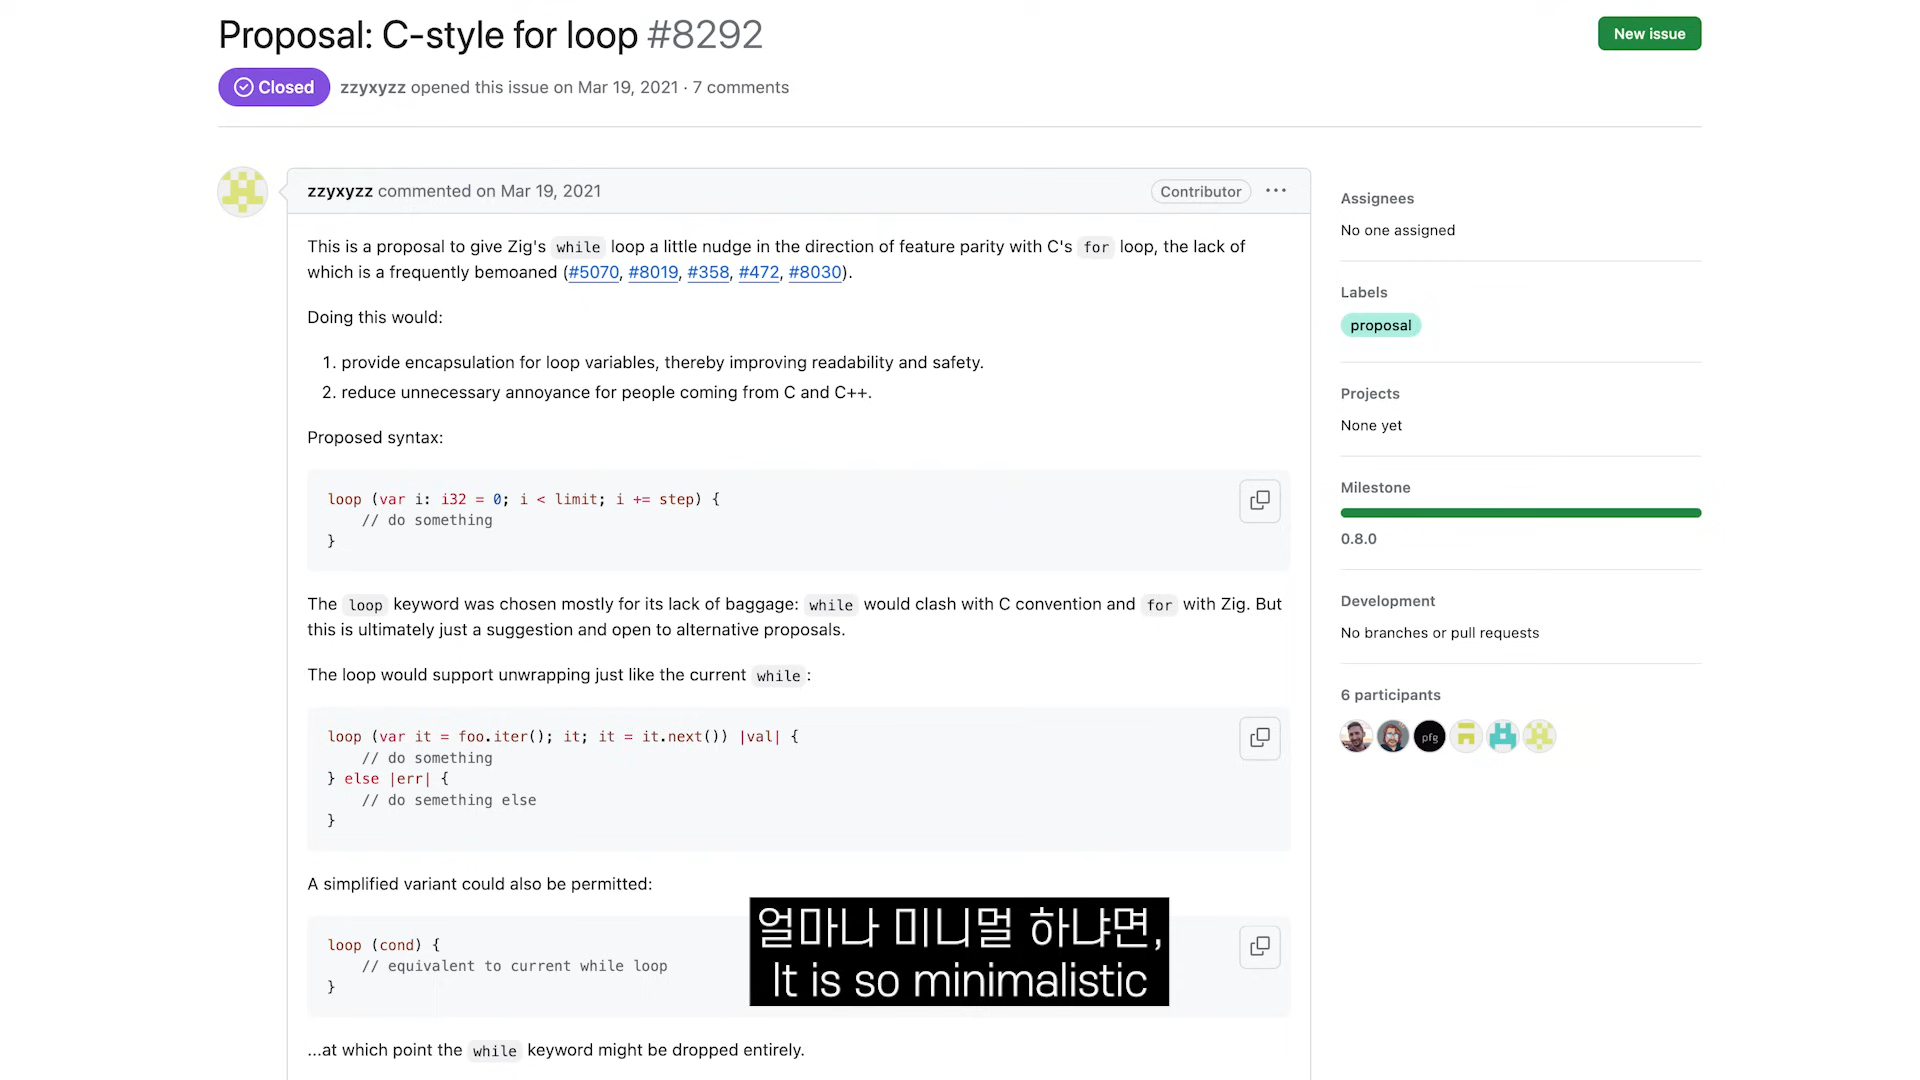 Proposal: C-style for loop #8292
New issue
Closed
zzyxyzz opened this issue on Mar 19, 2021 · 7 comments
zzyxyzz commented on Mar 19, 2021
Contributor
This is a proposal to give Zig's while loop a little nudge in the direction of feature parity with C's for loop, the lack of
which is a frequently bemoaned (#5070, #8019, #358, #472, #8030).
Doing this would:
1. provide encapsulation for loop variables, thereby improving readability and safety.
2. reduce unnecessary annoyance for people coming from C and C++.
Proposed syntax:
loop (var i: i32 = 0; i < limit; i += step) {
// do something
}
The loop keyword was chosen mostly for its lack of baggage: while would clash with C convention and for with Zig. But
this is ultimately just a suggestion and open to alternative proposals.
The loop would support unwrapping just like the current while:
loop (var it = foo.iter(); it; it = it.next()) |val| {
// do something
} else |err| {
// do semething else
}
A simplified variant could also be permitted:
loop (cond) {
// equivalent to current while loop
}
...at which point the while keyword might be dropped entirely.
Assignees
No one assigned
Labels
proposal
Projects
None yet
Milestone
0.8.0
Development
No branches or pull requests
6 participants
pfg
얼마나 미니멀 하냐면,
It is so minimalistic